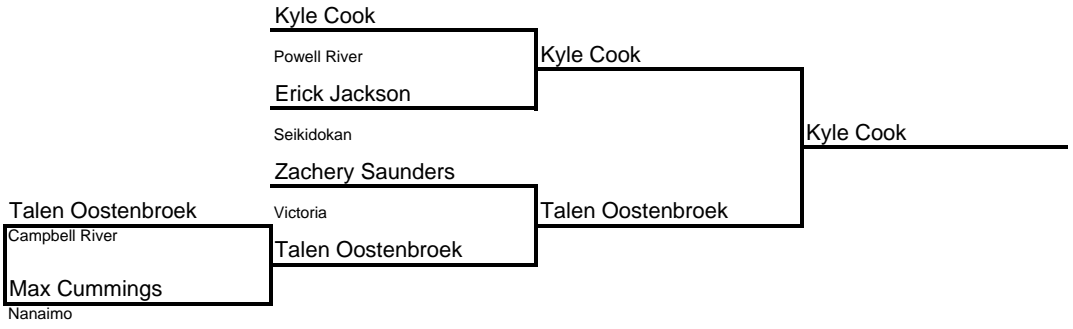 Kyle Cook
Powell River
Kyle Cook
Erick Jackson
Seikidokan
Kyle Cook
Zachery Saunders
Talen Oostenbroek
Victoria
Talen Oostenbroek
Campbell River
Talen Oostenbroek
Max Cummings
Nanaimo